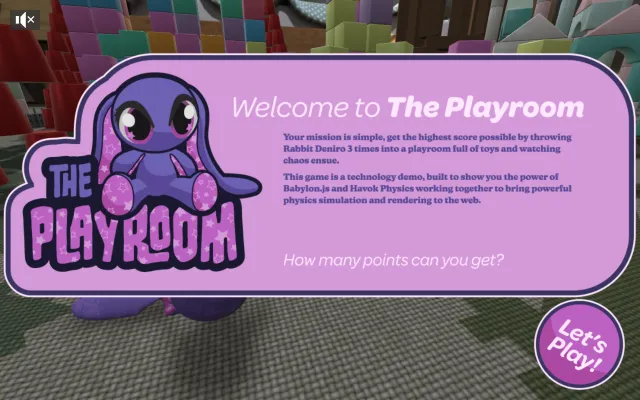 Welcome to The Playroom
Your mission is simple, get the highest score possible by throwing
Rabbit Deniro 3 times into a playroom full of toys and watching
chaos ensue.
This game is a technology demo, built to show you the power of
Babylon.js and Havok Physics working together to bring powerful
physics simulation and rendering to the web.
THE
PLAYROOM
How many points can you get?
Let's
Play!